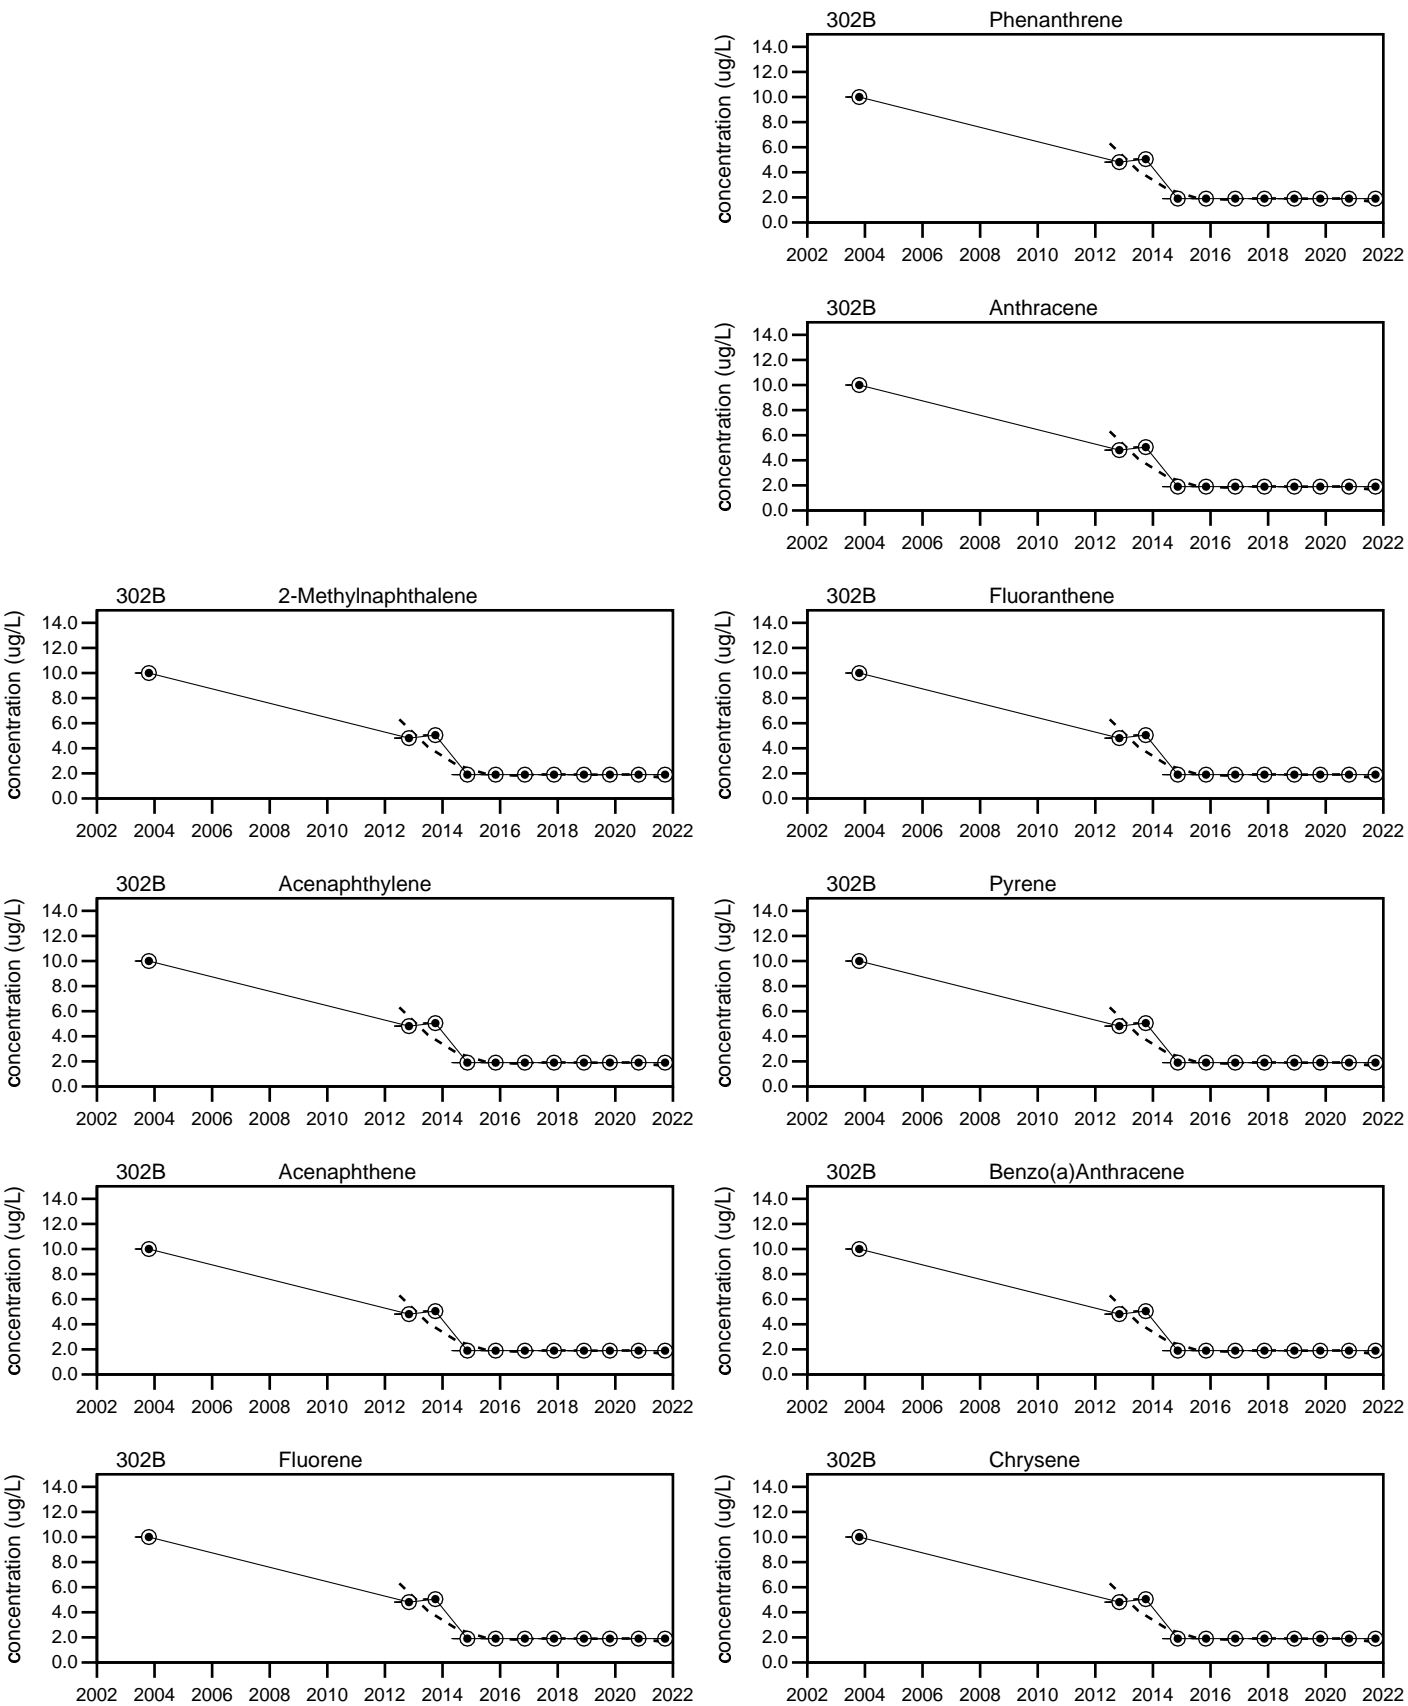 302B Phenanthrene
concentration (ug/L)
14.0
12.0
10.0
8.0
6.0
4.0
2.0
0.0
2002 2004 2006 2008 2010 2012 2014 2016 2018 2020 2022
302B Anthracene
concentration (ug/L)
14.0
12.0
10.0
8.0
6.0
4.0
2.0
0.0
2002 2004 2006 2008 2010 2012 2014 2016 2018 2020 2022
302B 2-Methylnaphthalene
concentration (ug/L)
14.0
12.0
10.0
8.0
6.0
4.0
2.0
0.0
2002 2004 2006 2008 2010 2012 2014 2016 2018 2020 2022
302B Fluoranthene
concentration (ug/L)
14.0
12.0
10.0
8.0
6.0
4.0
2.0
0.0
2002 2004 2006 2008 2010 2012 2014 2016 2018 2020 2022
302B Acenaphthylene
concentration (ug/L)
14.0
12.0
10.0
8.0
6.0
4.0
2.0
0.0
2002 2004 2006 2008 2010 2012 2014 2016 2018 2020 2022
302B Pyrene
concentration (ug/L)
14.0
12.0
10.0
8.0
6.0
4.0
2.0
0.0
2002 2004 2006 2008 2010 2012 2014 2016 2018 2020 2022
302B Acenaphthene
concentration (ug/L)
14.0
12.0
10.0
8.0
6.0
4.0
2.0
0.0
2002 2004 2006 2008 2010 2012 2014 2016 2018 2020 2022
302B Benzo(a)Anthracene
concentration (ug/L)
14.0
12.0
10.0
8.0
6.0
4.0
2.0
0.0
2002 2004 2006 2008 2010 2012 2014 2016 2018 2020 2022
302B Fluorene
concentration (ug/L)
14.0
12.0
10.0
8.0
6.0
4.0
2.0
0.0
2002 2004 2006 2008 2010 2012 2014 2016 2018 2020 2022
302B Chrysene
concentration (ug/L)
14.0
12.0
10.0
8.0
6.0
4.0
2.0
0.0
2002 2004 2006 2008 2010 2012 2014 2016 2018 2020 2022